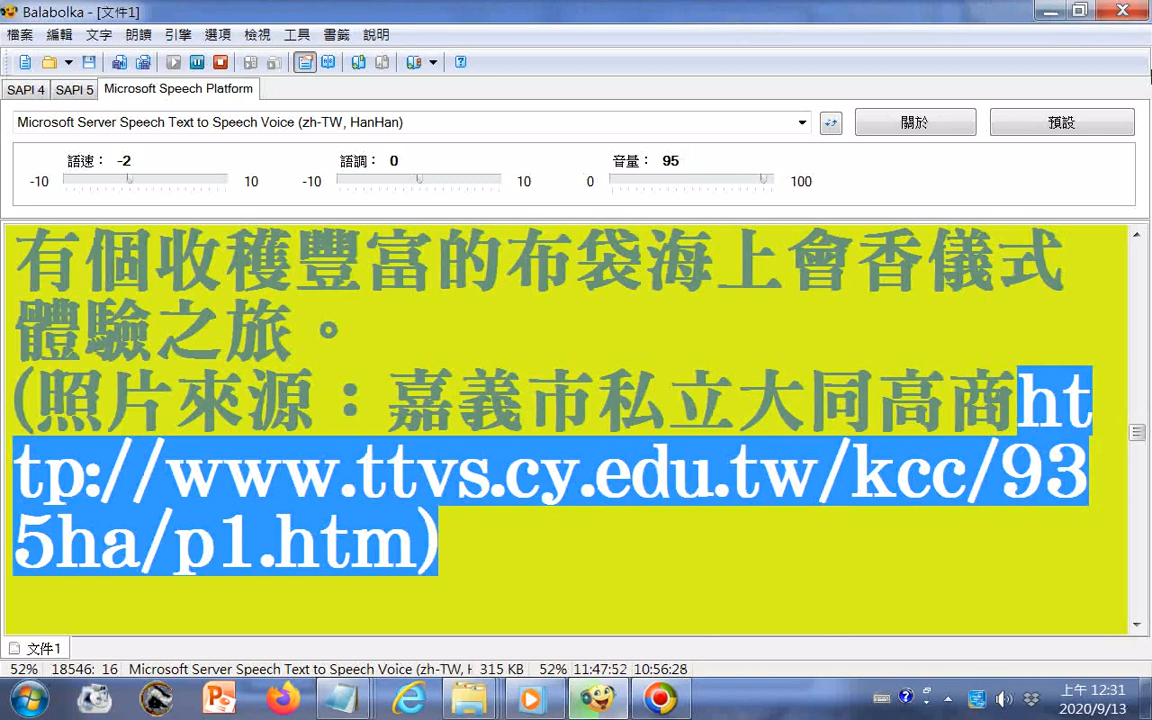 Balabolka - [文件1]
檔案 編輯 文字 朗讀 引擎 選項 檢視 工具 書籤 說明
SAPI 4 SAPI 5 Microsoft Speech Platform
Microsoft Server Speech Text to Speech Voice (zh-TW, HanHan) 關於 預設
語速： -2 語調： 0 音量： 95
-10 10 -10 10 0 100
有個收穫豐富的布袋海上會香儀式
體驗之旅。
(照片來源：嘉義市私立大同高商ht
tp://www.ttvs.cy.edu.tw/kcc/93
5ha/p1.htm)
文件1
52% 18546: 16 Microsoft Server Speech Text to Speech Voice (zh-TW, H 315 KB 52% 11:47:52 10:56:28
上午 12:31
2020/9/13